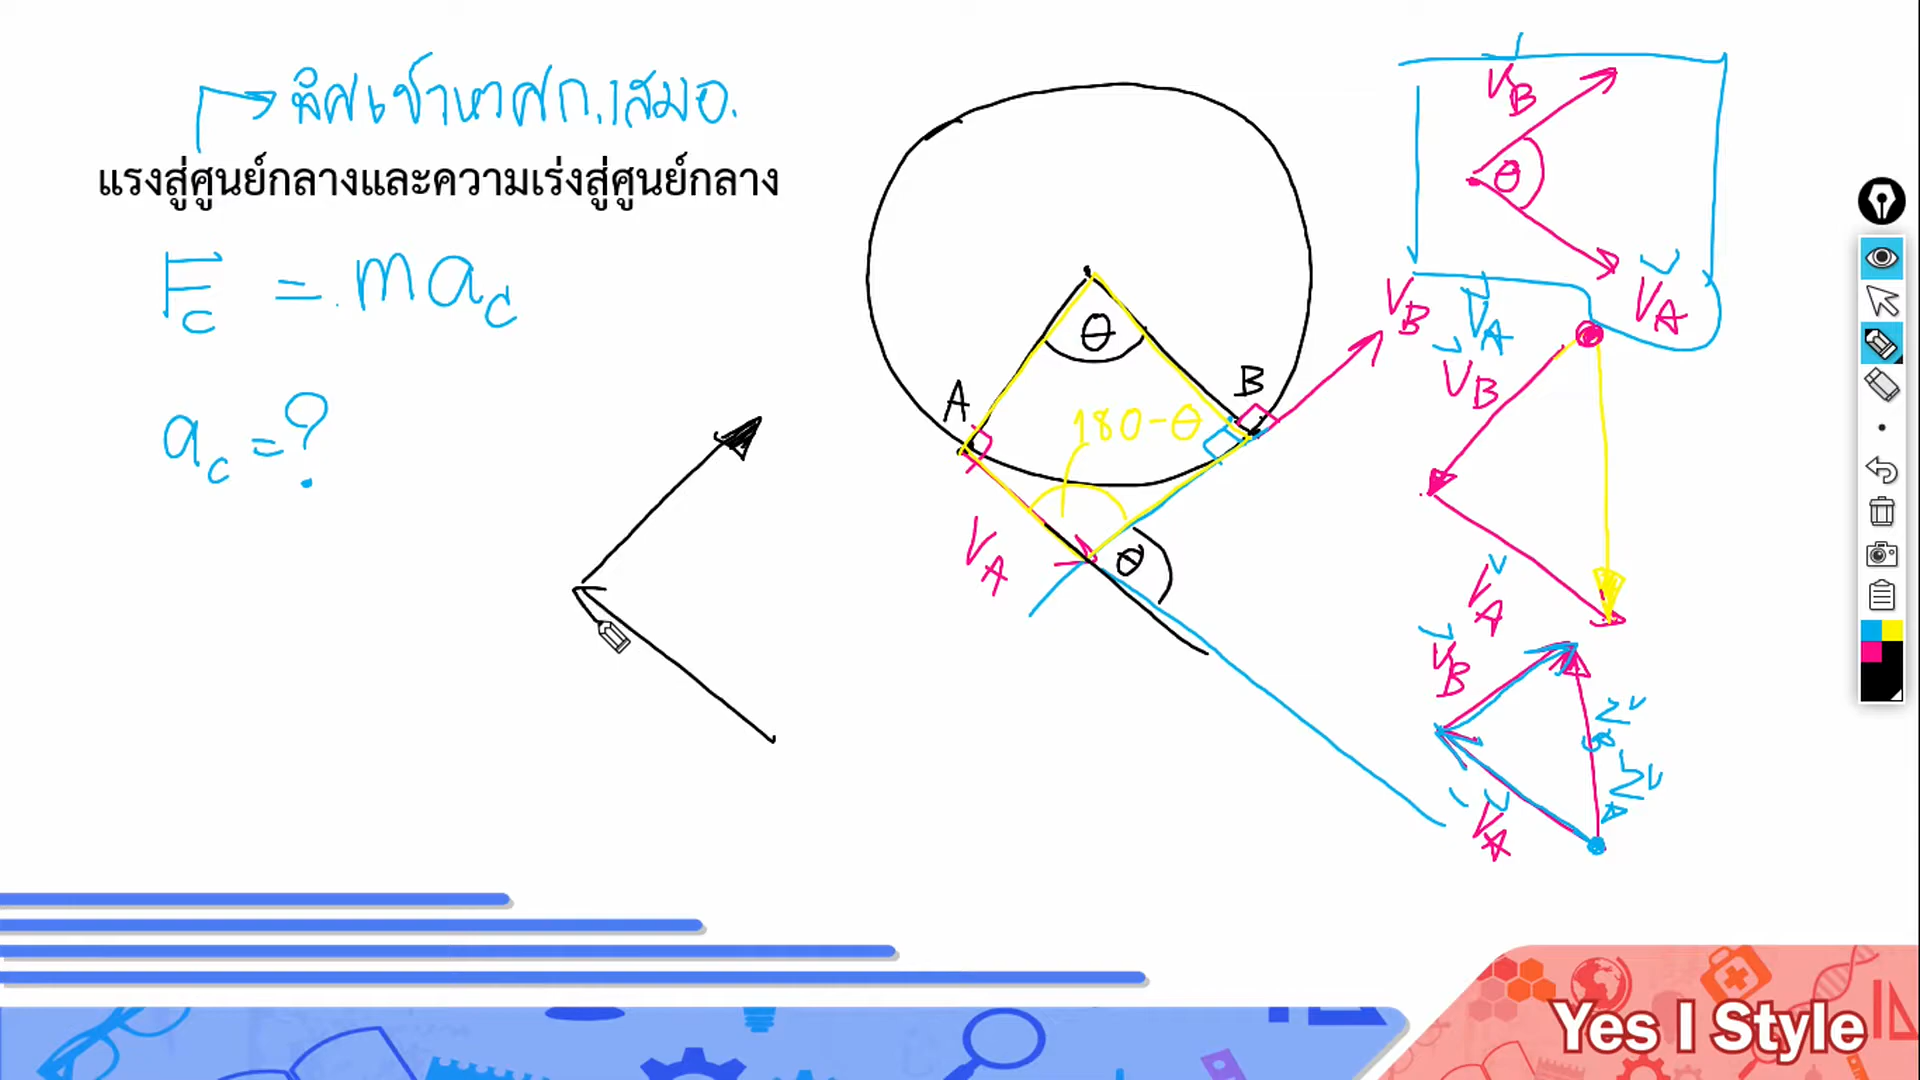 ทิศเข้าหาศก.เสมอ.
แรงสู่ศูนย์กลางและความเร่งสู่ศูนย์กลาง
Fc = mac
ac = ?
θ
A
B
180-θ
VA
θ
VB
VB
θ
VA
VA
VB
VA
VB
VA
Yes I Style